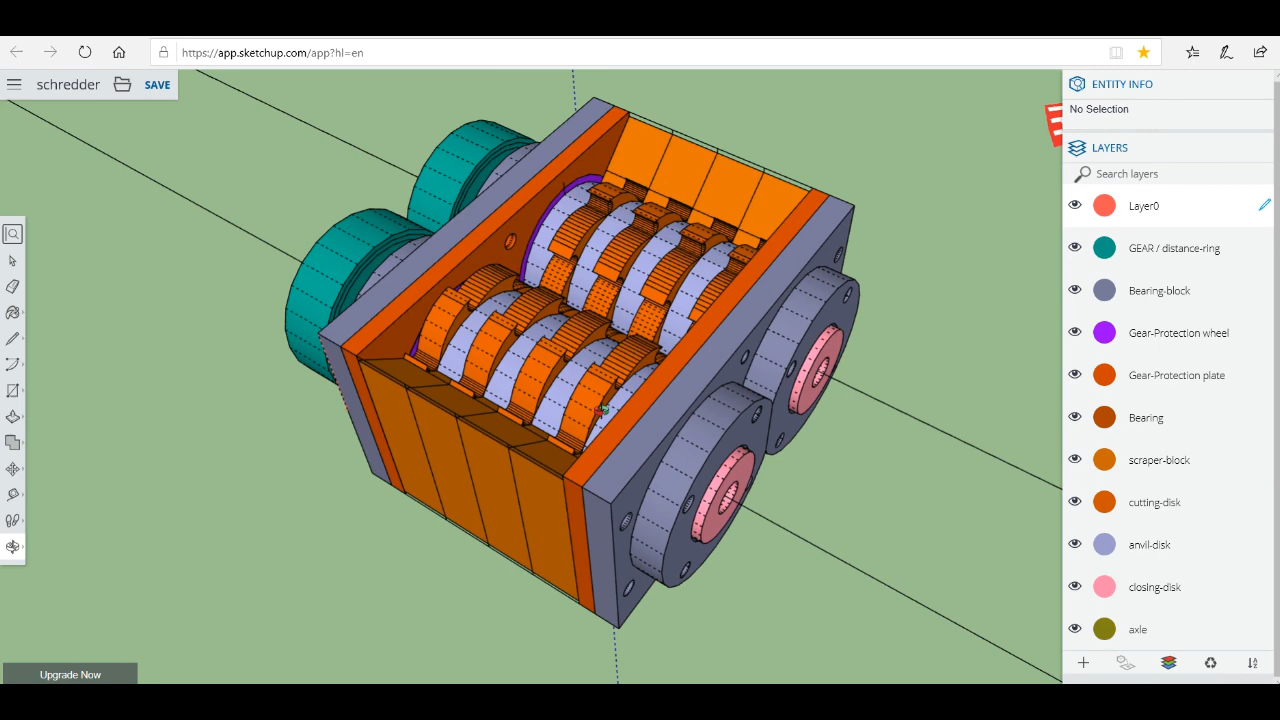 https://app.sketchup.com/app?hl=en
schredder
SAVE
ENTITY INFO
No Selection
LAYERS
Search layers
Layer0
GEAR / distance-ring
Bearing-block
Gear-Protection wheel
Gear-Protection plate
Bearing
scraper-block
cutting-disk
anvil-disk
closing-disk
axle
Upgrade Now